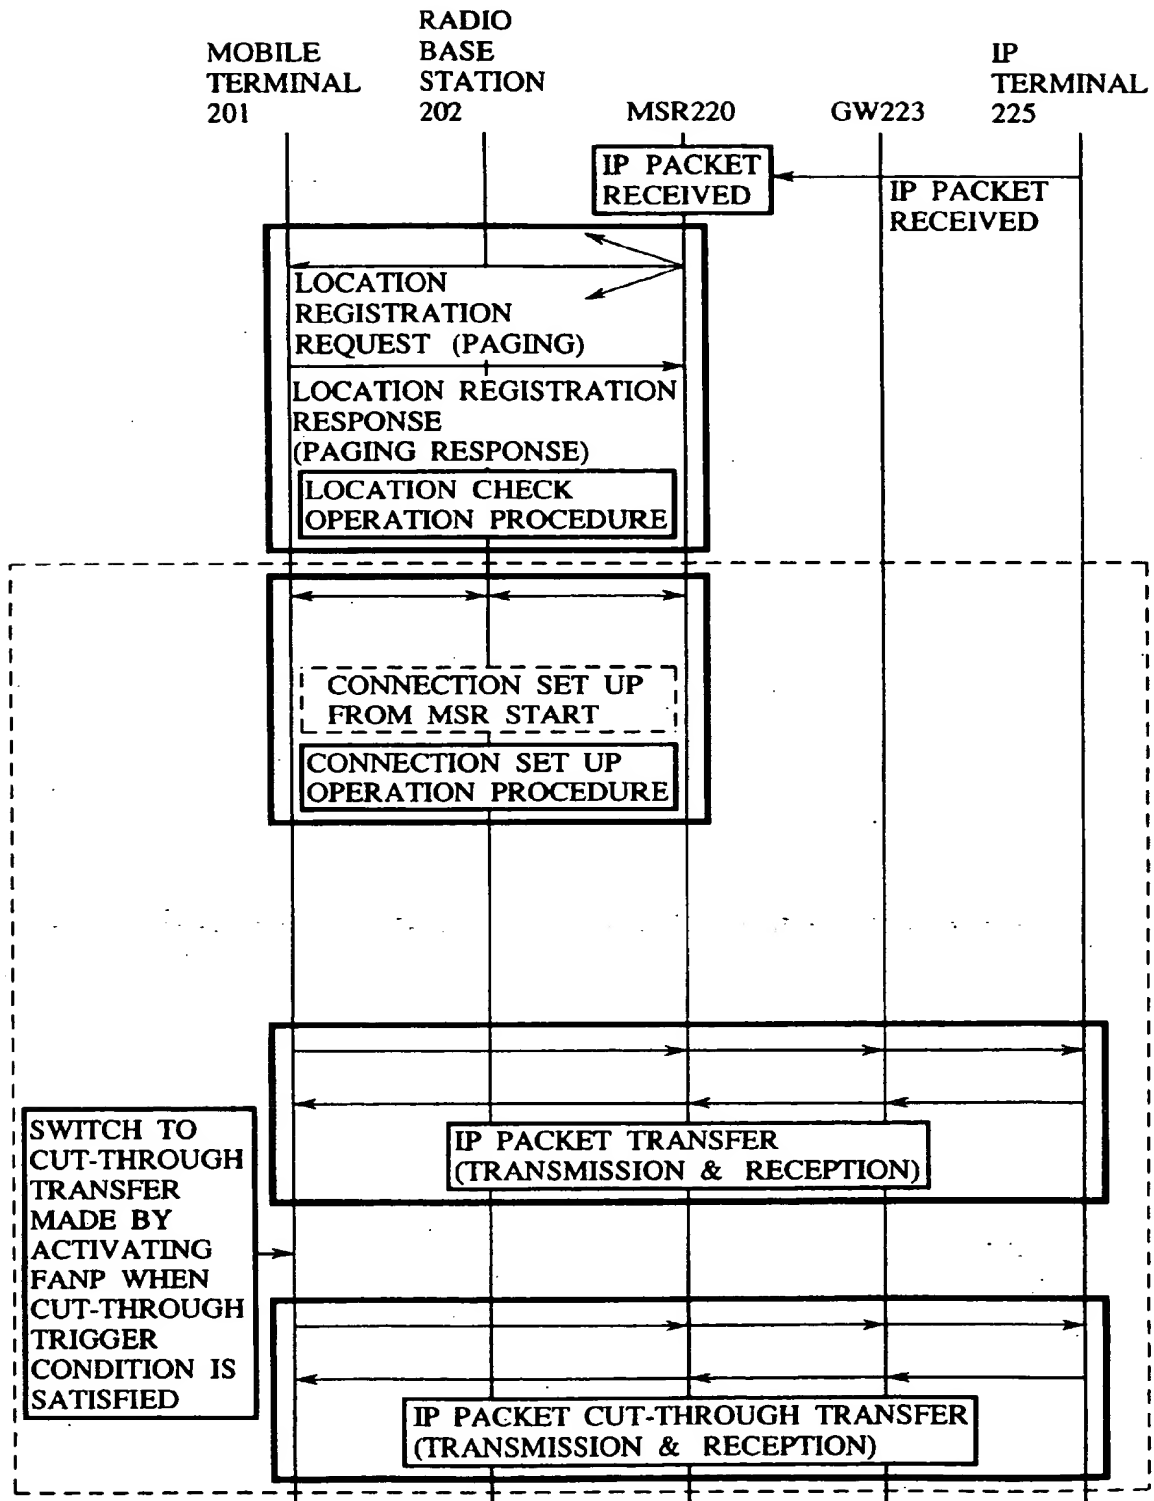 MOBILE
TERMINAL
201
RADIO
BASE
STATION
202
MSR220
GW223
IP
TERMINAL
225
IP PACKET
RECEIVED
IP PACKET
RECEIVED
LOCATION
REGISTRATION
REQUEST (PAGING)
LOCATION REGISTRATION
RESPONSE
(PAGING RESPONSE)
LOCATION CHECK
OPERATION PROCEDURE
CONNECTION SET UP
FROM MSR START
CONNECTION SET UP
OPERATION PROCEDURE
IP PACKET TRANSFER
(TRANSMISSION & RECEPTION)
SWITCH TO
CUT-THROUGH
TRANSFER
MADE BY
ACTIVATING
FANP WHEN
CUT-THROUGH
TRIGGER
CONDITION IS
SATISFIED
IP PACKET CUT-THROUGH TRANSFER
(TRANSMISSION & RECEPTION)